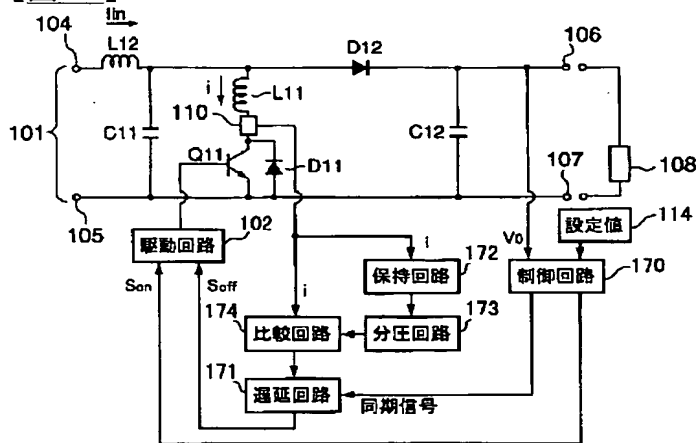 Iin
104
L12
D12
106
i
L11
110
101
C11
C12
Q11
D11
108
107
105
114
設定値
102
駆動回路
Vo
i
172
170
Son
Soff
i
保持回路
制御回路
174
173
比較回路
分圧回路
171
遅延回路
同期信号